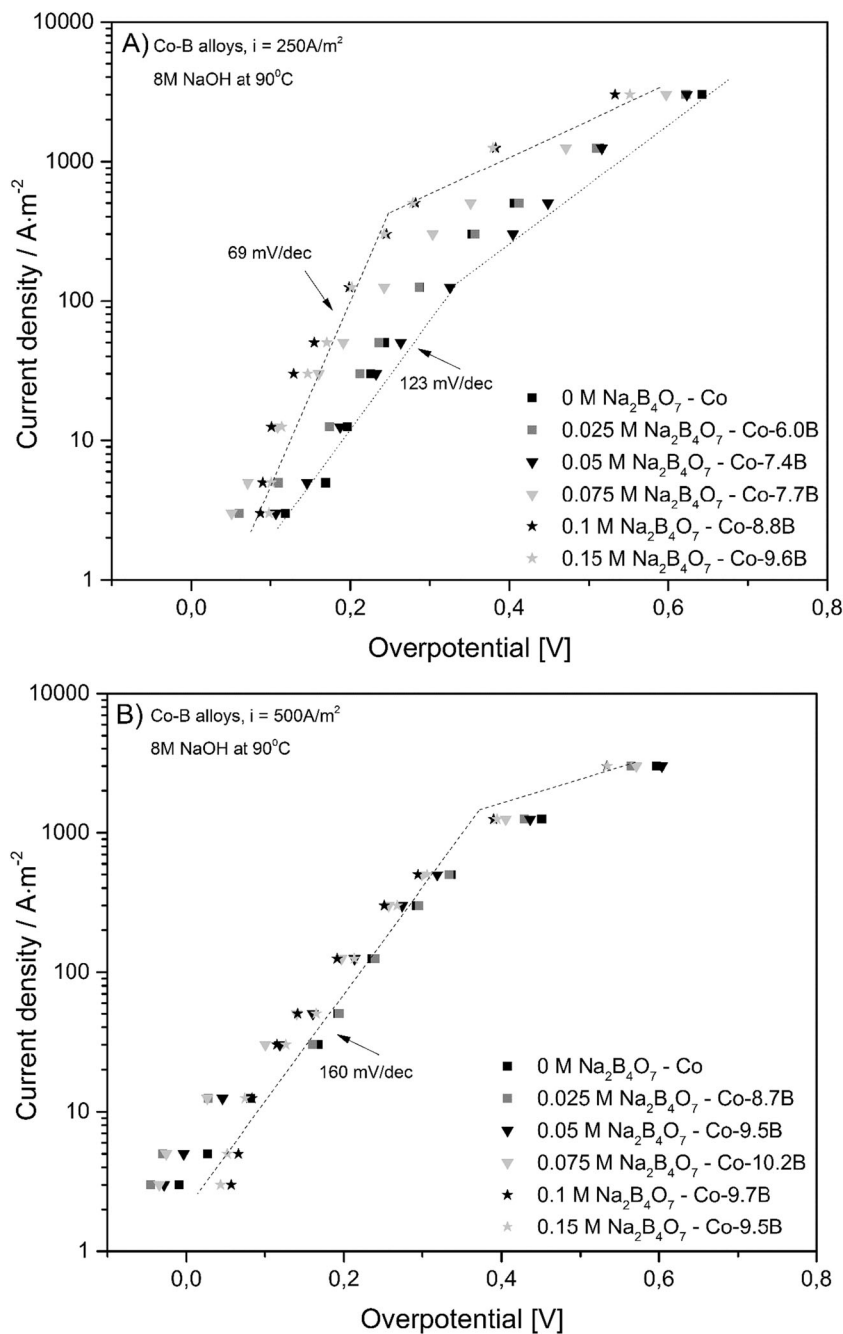 A) Co-B alloys, i = 250A/m²
8M NaOH at 90⁰C
Current density / A·m⁻²
10000
1000
100
10
1
69 mV/dec
123 mV/dec
0 M Na₂B₄O₇ - Co
0.025 M Na₂B₄O₇ - Co-6.0B
0.05 M Na₂B₄O₇ - Co-7.4B
0.075 M Na₂B₄O₇ - Co-7.7B
0.1 M Na₂B₄O₇ - Co-8.8B
0.15 M Na₂B₄O₇ - Co-9.6B
0,0 0,2 0,4 0,6 0,8
Overpotential [V]
B) Co-B alloys, i = 500A/m²
8M NaOH at 90⁰C
Current density / A·m⁻²
10000
1000
100
10
1
160 mV/dec
0 M Na₂B₄O₇ - Co
0.025 M Na₂B₄O₇ - Co-8.7B
0.05 M Na₂B₄O₇ - Co-9.5B
0.075 M Na₂B₄O₇ - Co-10.2B
0.1 M Na₂B₄O₇ - Co-9.7B
0.15 M Na₂B₄O₇ - Co-9.5B
0,0 0,2 0,4 0,6 0,8
Overpotential [V]